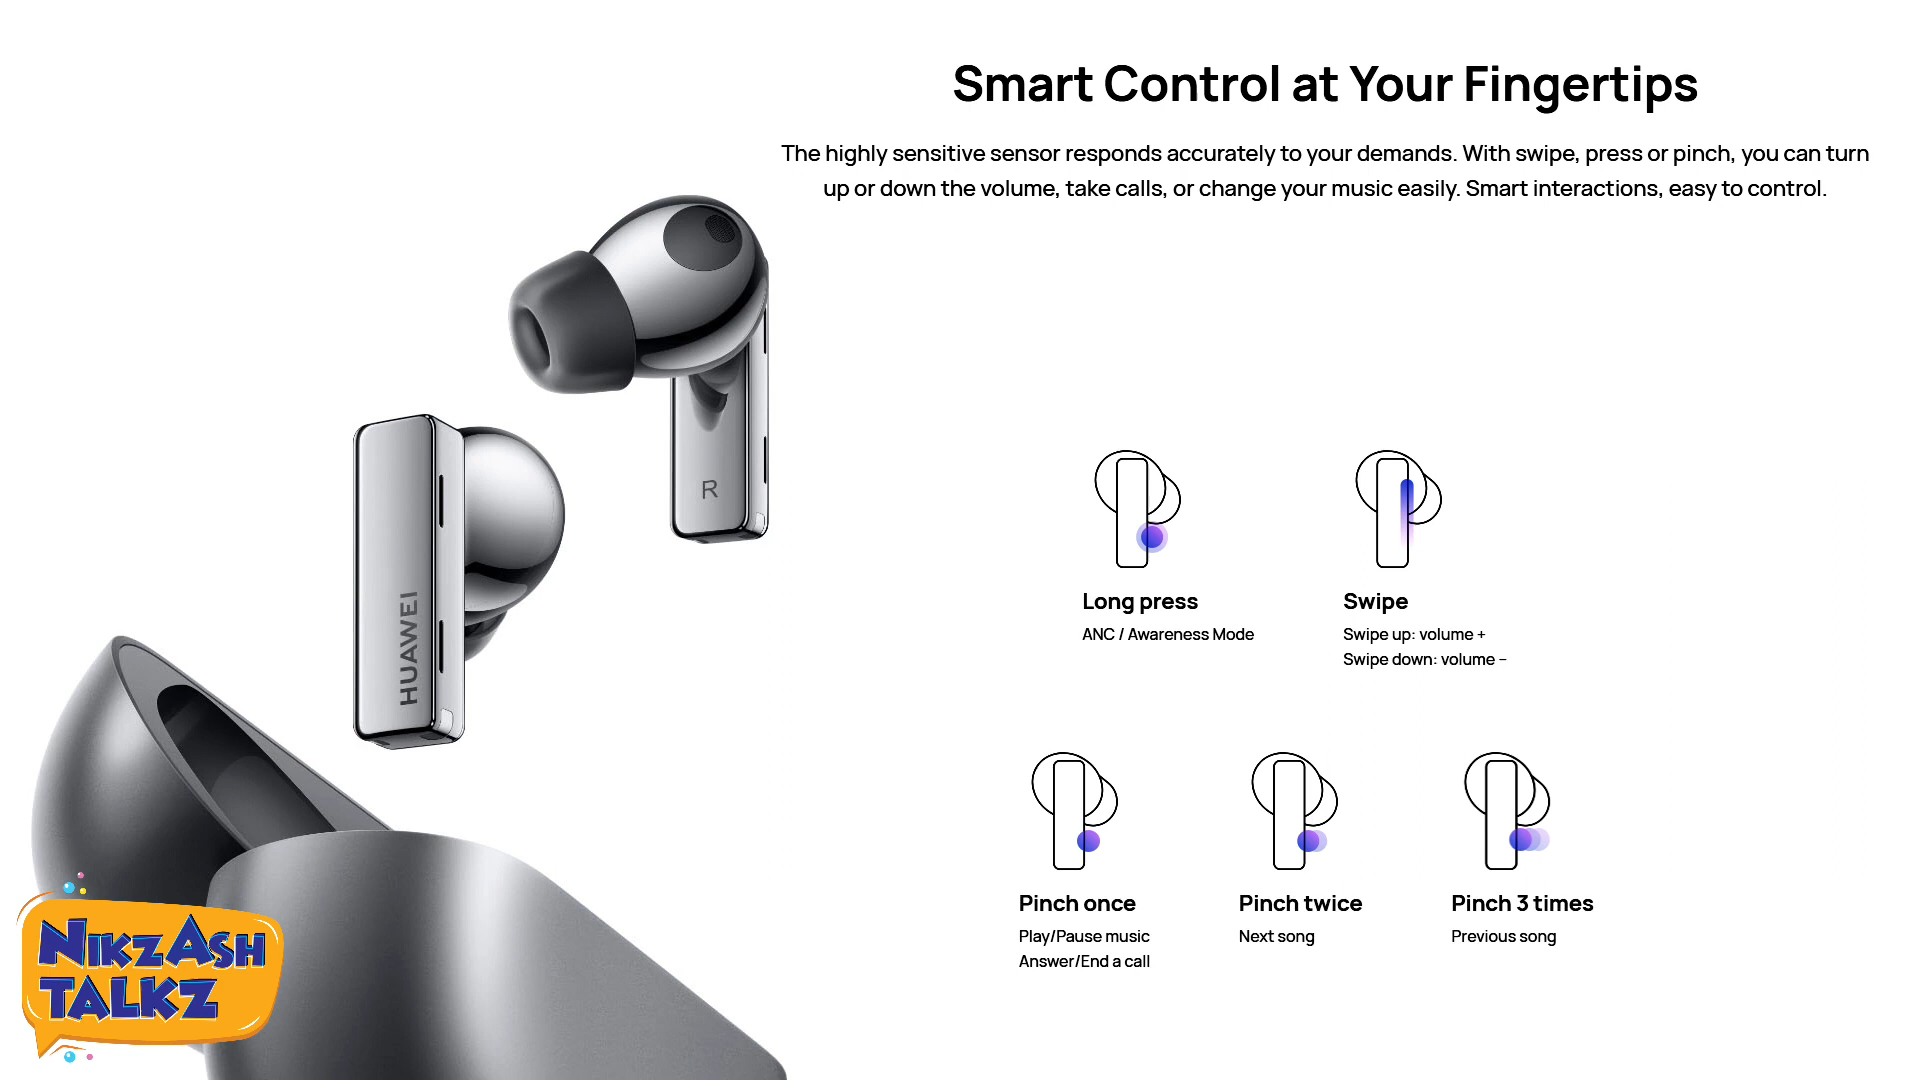 Smart Control at Your Fingertips
The highly sensitive sensor responds accurately to your demands. With swipe, press or pinch, you can turn
up or down the volume, take calls, or change your music easily. Smart interactions, easy to control.
R
HUAWEI
Long press
ANC / Awareness Mode
Swipe
Swipe up: volume +
Swipe down: volume −
Pinch once
Play/Pause music
Answer/End a call
Pinch twice
Next song
Pinch 3 times
Previous song
NIKZASH
TALKZ